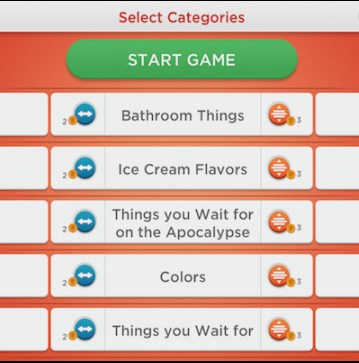 Select Categories
START GAME
2 Bathroom Things 3
2 Ice Cream Flavors 3
Things you Wait for
2 on the Apocalypse 3
2 Colors 3
2 Things you Wait for 3